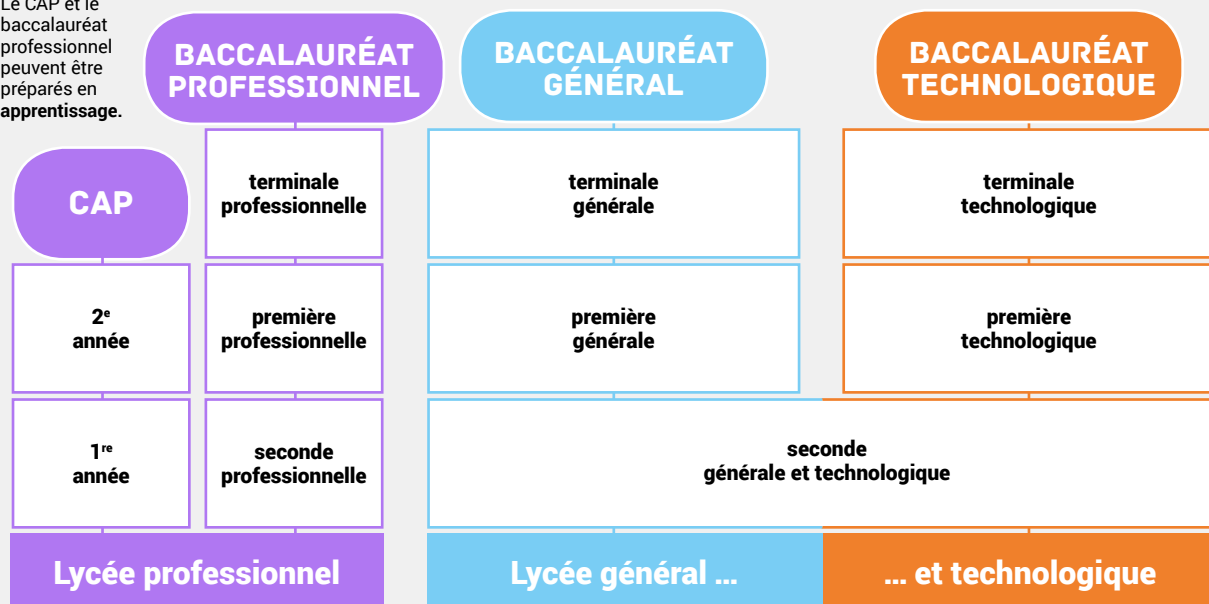 Le CAP et le
baccalauréat
professionnel
peuvent être
préparés en
apprentissage.
BACCALAURÉAT
PROFESSIONNEL
BACCALAURÉAT
GÉNÉRAL
BACCALAURÉAT
TECHNOLOGIQUE
CAP
terminale
professionnelle
terminale
générale
terminale
technologique
2e
année
première
professionnelle
première
générale
première
technologique
1re
année
seconde
professionnelle
seconde
générale et technologique
Lycée professionnel
Lycée général ...
... et technologique